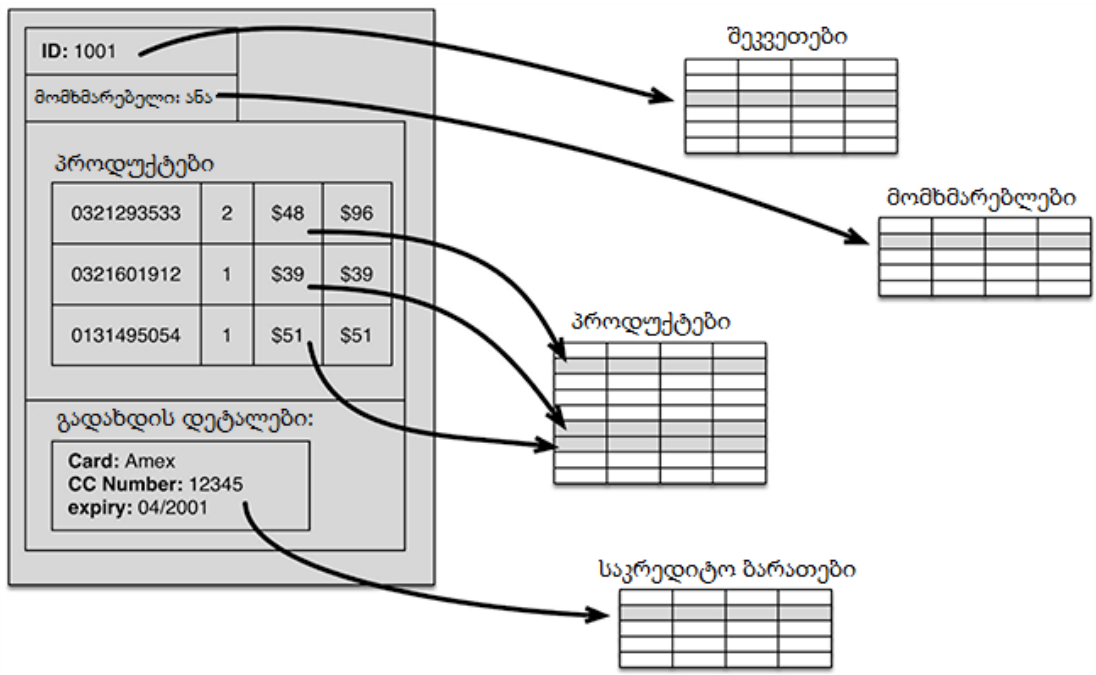 ID: 1001
მომხმარებელი: ანა
პროდუქტები
0321293533 2 $48 $96
0321601912 1 $39 $39
0131495054 1 $51 $51
გადახდის დეტალები:
Card: Amex
CC Number: 12345
expiry: 04/2001
შეკვეთები
მომხმარებლები
პროდუქტები
საკრედიტო ბარათები